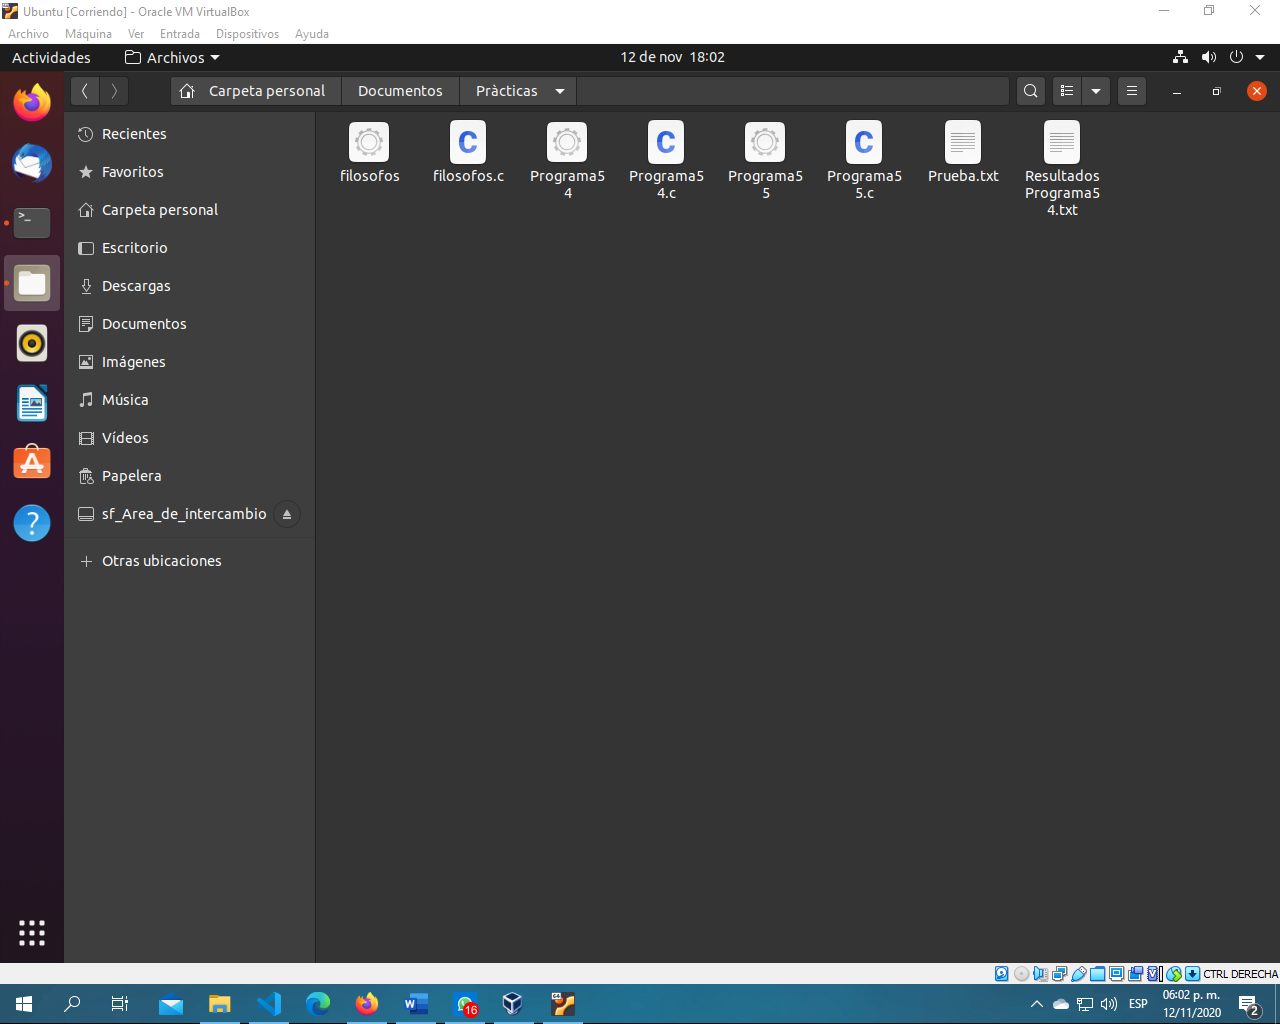 Ubuntu [Corriendo] - Oracle VM VirtualBox
Archivo Máquina Ver Entrada Dispositivos Ayuda
Actividades Archivos 12 de nov 18:02
Carpeta personal Documentos Pràcticas
Recientes
Favoritos
Carpeta personal
Escritorio
Descargas
Documentos
Imágenes
Música
Vídeos
Papelera
sf_Area_de_intercambio
Otras ubicaciones
filosofos
C
filosofos.c
Programa5
4
C
Programa5
4.c
Programa5
5
C
Programa5
5.c
Prueba.txt
Resultados
Programa5
4.txt
CTRL DERECHA
16
ESP
06:02 p. m.
12/11/2020
2